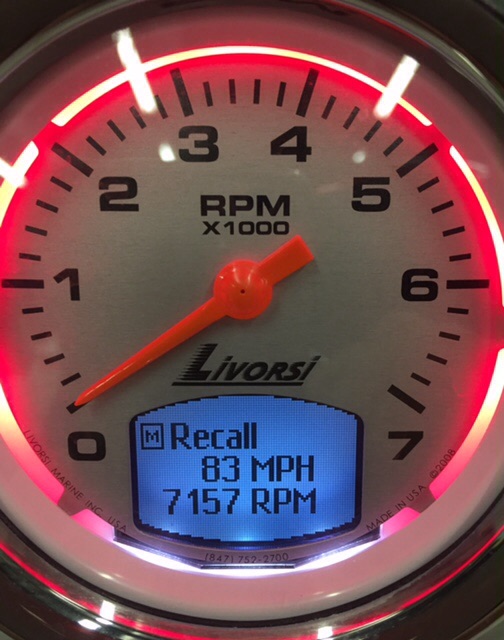 3 4
2 5
RPM
X1000
1 6
LIVORSI
0 7
M Recall
83 MPH
7157 RPM
LIVORSI MARINE INC. USA
(847) 752-2700
MADE IN USA ©2008